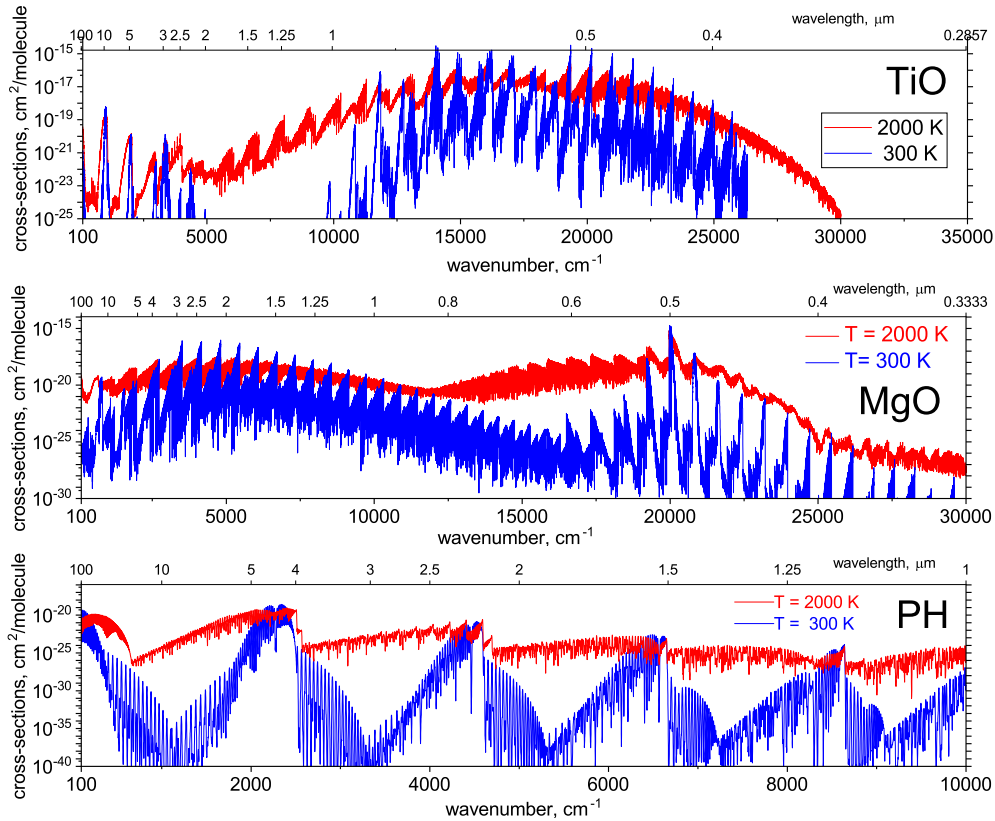 wavelength, μm
100 10 5 3 2.5 2 1.5 1.25 1 0.5 0.4 0.2857
cross-sections, cm²/molecule
10⁻¹⁵
10⁻¹⁷
10⁻¹⁹
10⁻²¹
10⁻²³
10⁻²⁵
TiO
2000 K
300 K
100 5000 10000 15000 20000 25000 30000 35000
wavenumber, cm⁻¹
wavelength, μm
100 10 5 4 3 2.5 2 1.5 1.25 1 0.8 0.6 0.5 0.4 0.3333
cross-sections, cm²/molecule
10⁻¹⁵
10⁻²⁰
10⁻²⁵
10⁻³⁰
T = 2000 K
T= 300 K
MgO
100 5000 10000 15000 20000 25000 30000
wavenumber, cm⁻¹
wavelength, μm
100 10 5 4 3 2.5 2 1.5 1.25 1
cross-sections, cm²/molecule
10⁻²⁰
10⁻²⁵
10⁻³⁰
10⁻³⁵
10⁻⁴⁰
T = 2000 K
T = 300 K
PH
100 2000 4000 6000 8000 10000
wavenumber, cm⁻¹